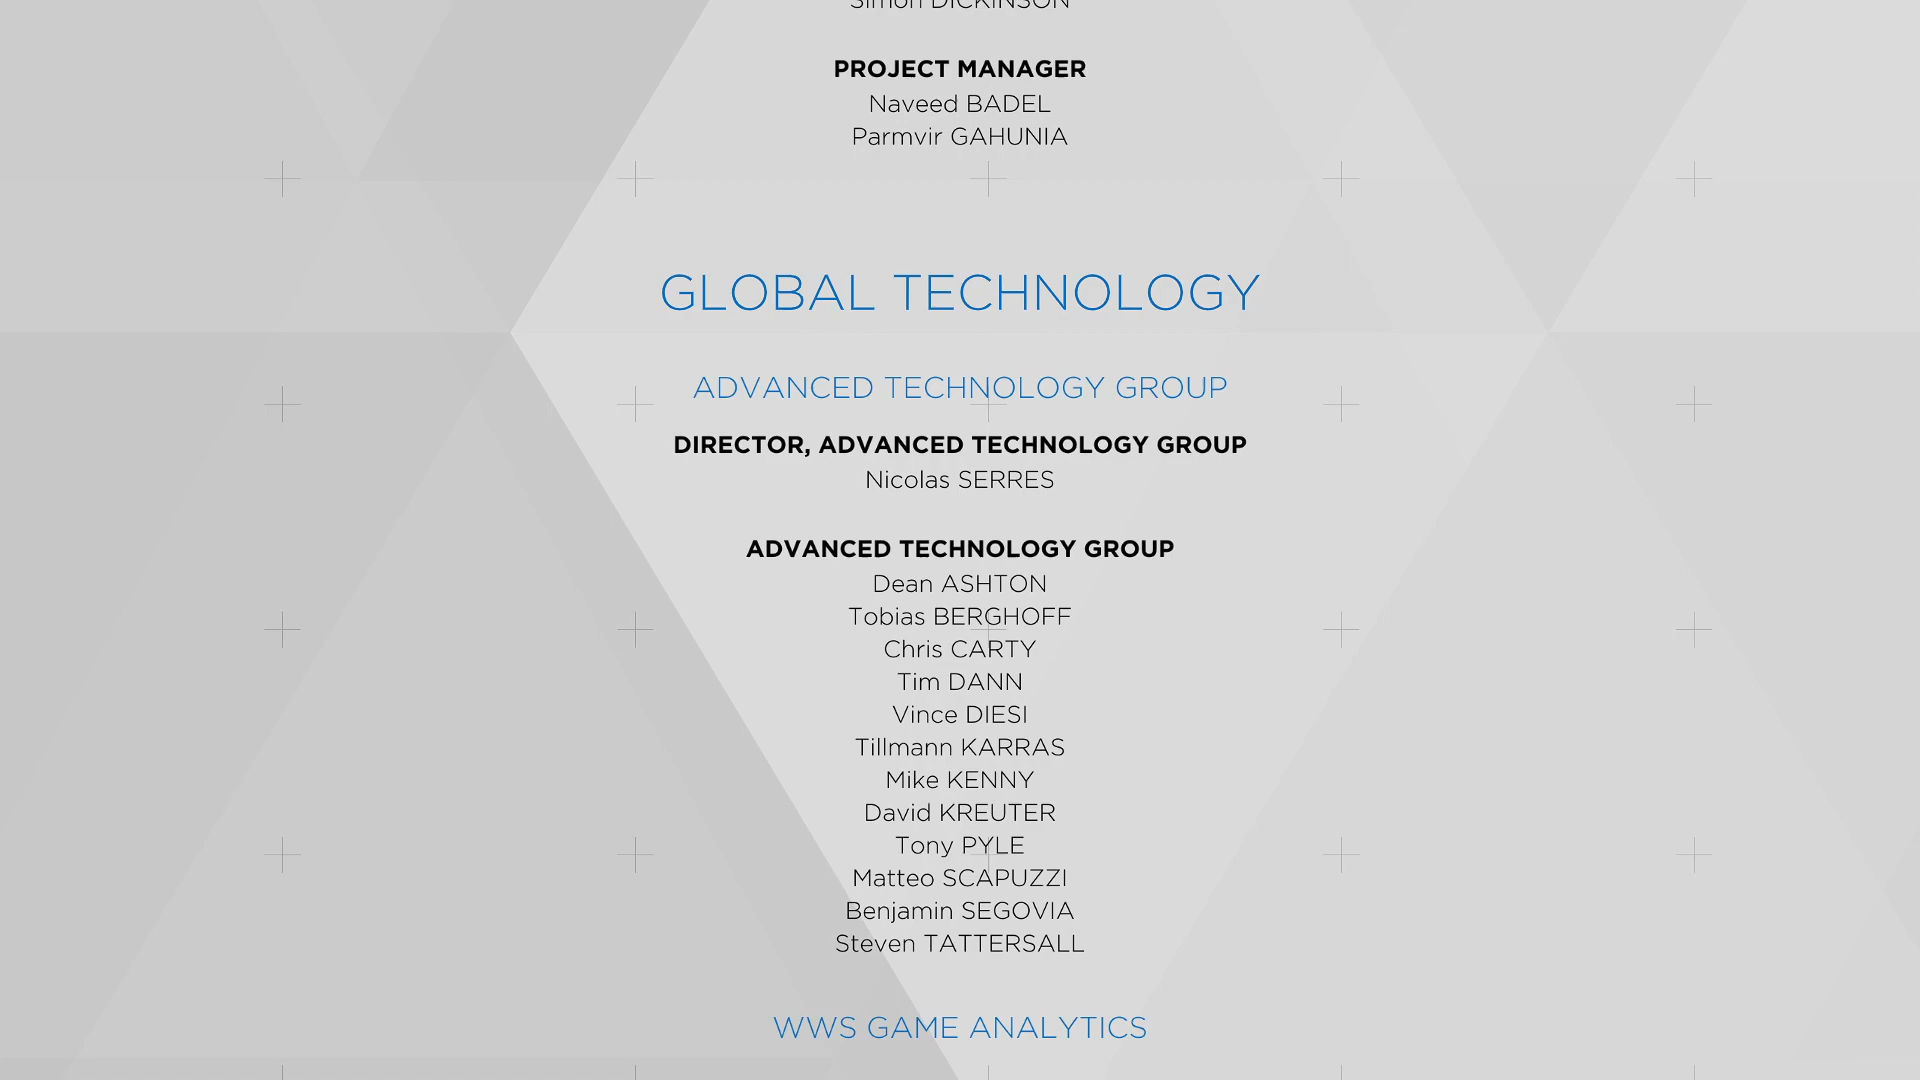 Simon DICKINSON
PROJECT MANAGER
Naveed BADEL
Parmvir GAHUNIA
GLOBAL TECHNOLOGY
ADVANCED TECHNOLOGY GROUP
DIRECTOR, ADVANCED TECHNOLOGY GROUP
Nicolas SERRES
ADVANCED TECHNOLOGY GROUP
Dean ASHTON
Tobias BERGHOFF
Chris CARTY
Tim DANN
Vince DIESI
Tillmann KARRAS
Mike KENNY
David KREUTER
Tony PYLE
Matteo SCAPUZZI
Benjamin SEGOVIA
Steven TATTERSALL
WWS GAME ANALYTICS